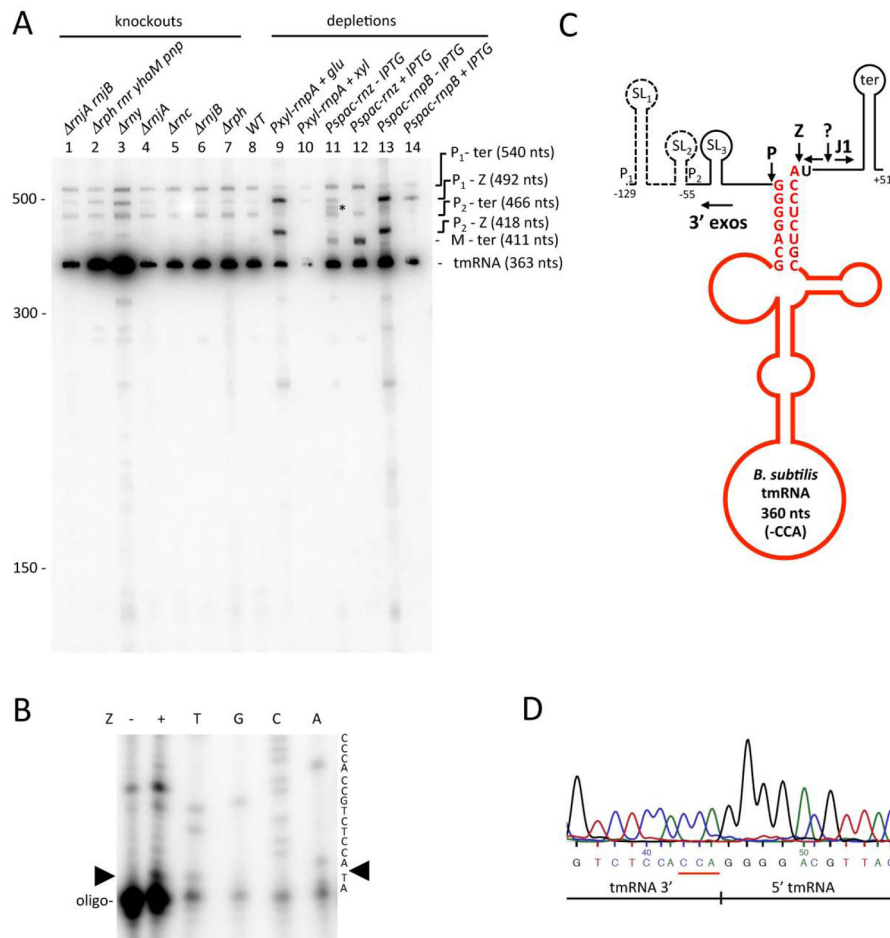 A
knockouts
depletions
ΔrnjA rnjB
Δrph rnr yhaM pnp
Δrny
ΔrnjA
Δrnc
ΔrnjB
Δrph
WT
Pxyl-rnpA + glu
Pxyl-rnpA + xyl
Pspac-rnz - IPTG
Pspac-rnz + IPTG
Pspac-rnpB - IPTG
Pspac-rnpB + IPTG
1 2 3 4 5 6 7 8 9 10 11 12 13 14
500 -
300 -
150 -
*
P1 - ter (540 nts)
P1 - Z (492 nts)
P2 - ter (466 nts)
P2 - Z (418 nts)
- M - ter (411 nts)
- tmRNA (363 nts)
C
SL1
SL2
SL3
ter
P1
-129
P2
-55
P
Z
?
J1
U
+51
3' exos
G A
G C
G C
G U
G C
A U
C G
G C
B. subtilis
tmRNA
360 nts
(-CCA)
B
Z - + T G C A
oligo-
C
C
C
A
C
C
G
T
C
T
C
C
A
T
A
D
40 50
G T C T C C A C C A G G G G A C G T T A C
tmRNA 3' 5' tmRNA